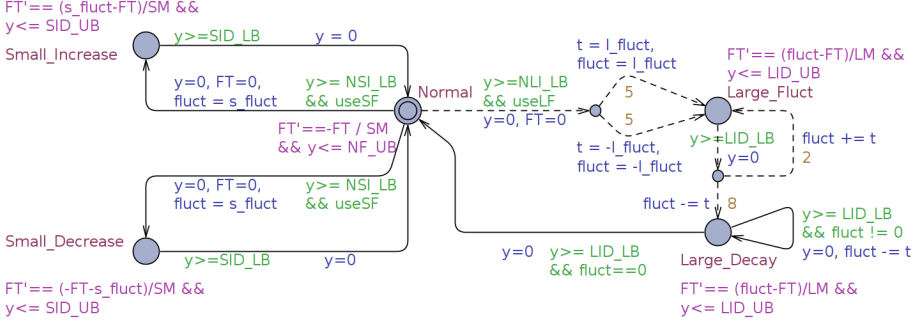 FT'== (s_fluct-FT)/SM &&
y<= SID_UB
Small_Increase
y>=SID_LB
y = 0
y=0, FT=0,
fluct = s_fluct
y>= NSI_LB
&& useSF
Normal
FT'==-FT / SM
&& y<= NF_UB
y=0, FT=0,
fluct = s_fluct
y>= NSI_LB
&& useSF
Small_Decrease
y>=SID_LB
y=0
FT'== (-FT-s_fluct)/SM &&
y<= SID_UB
y>=NLI_LB
&& useLF
y=0, FT=0
t = l_fluct,
fluct = l_fluct
5
5
t = -l_fluct,
fluct = -l_fluct
FT'== (fluct-FT)/LM &&
y<= LID_UB
Large_Fluct
y>=LID_LB
y=0
fluct += t
2
fluct -= t
8
y>= LID_LB
&& fluct != 0
y=0, fluct -= t
y=0
y>= LID_LB
&& fluct==0
Large_Decay
FT'== (fluct-FT)/LM &&
y<= LID_UB